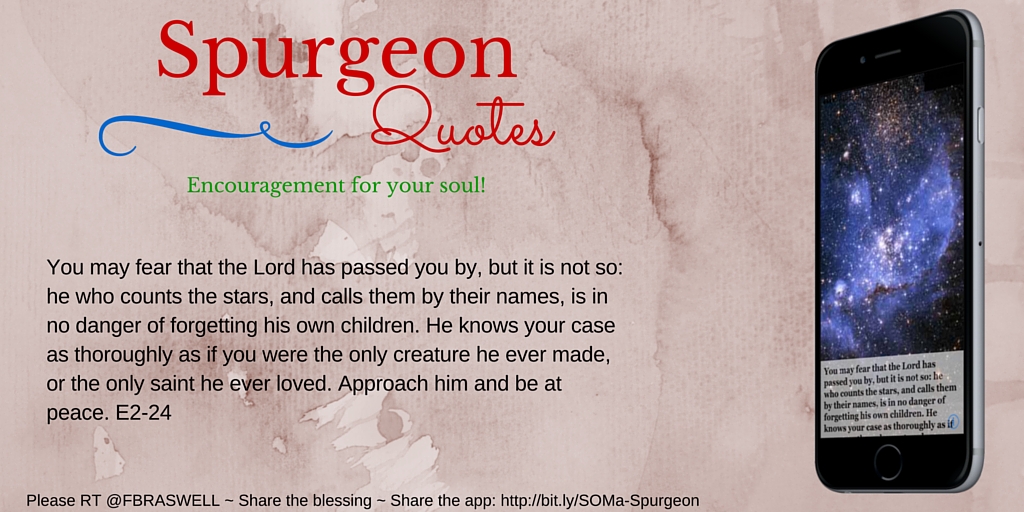 Spurgeon
Quotes
Encouragement for your soul!
You may fear that the Lord has passed you by, but it is not so:
he who counts the stars, and calls them by their names, is in
no danger of forgetting his own children. He knows your case
as thoroughly as if you were the only creature he ever made,
or the only saint he ever loved. Approach him and be at
peace. E2-24
Please RT @FBRASWELL ~ Share the blessing ~ Share the app: http://bit.ly/SOMa-Spurgeon
You may fear that the Lord has
passed you by, but it is not so: he
who counts the stars, and calls them
by their names, is in no danger of
forgetting his own children. He
knows your case as thoroughly as if